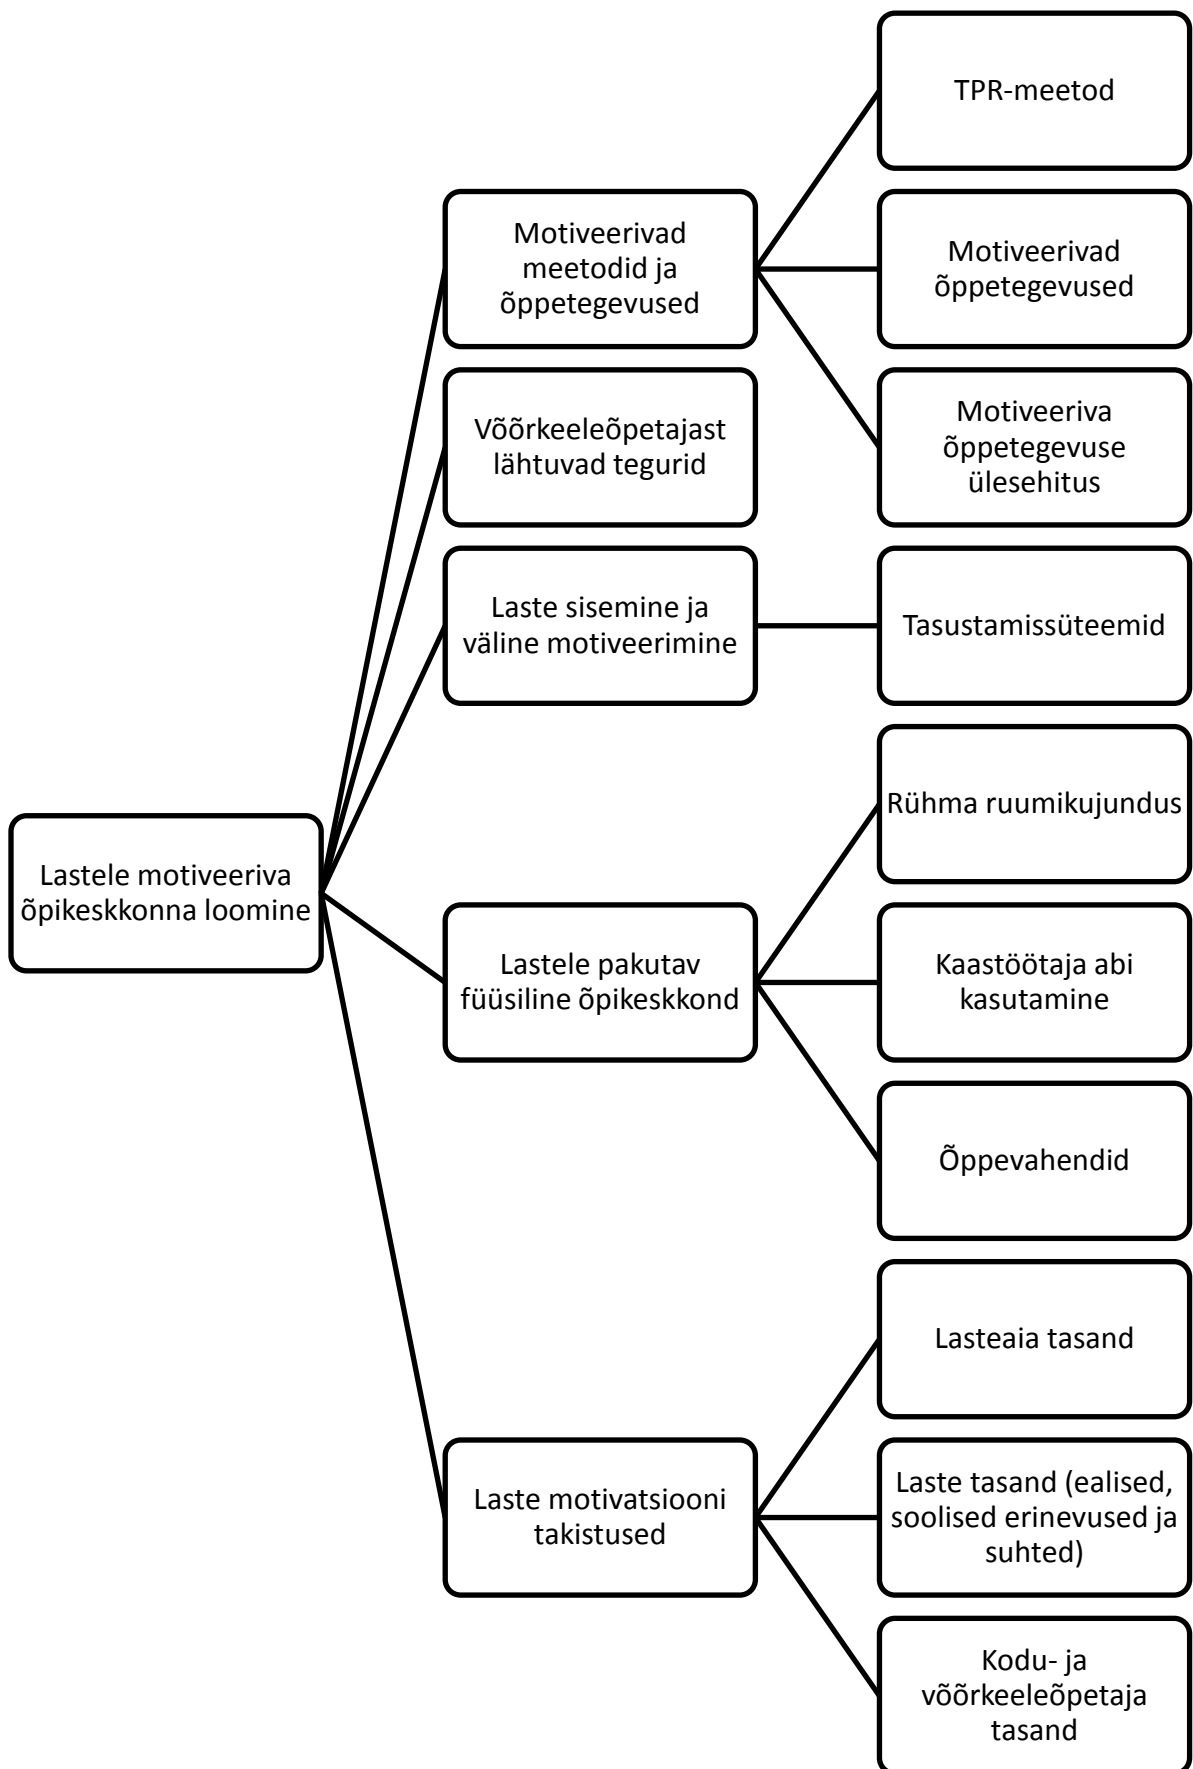 TPR-meetod
Motiveerivad
meetodid ja
õppetegevused
Motiveerivad
õppetegevused
Motiveeriva
õppetegevuse
ülesehitus
Võõrkeeleõpetajast
lähtuvad tegurid
Laste sisemine ja
väline motiveerimine
Tasustamissüteemid
Rühma ruumikujundus
Lastele motiveeriva
õpikeskkonna loomine
Lastele pakutav
füüsiline õpikeskkond
Kaastöötaja abi
kasutamine
Õppevahendid
Lasteaia tasand
Laste motivatsiooni
takistused
Laste tasand (ealised,
soolised erinevused ja
suhted)
Kodu- ja
võõrkeeleõpetaja
tasand